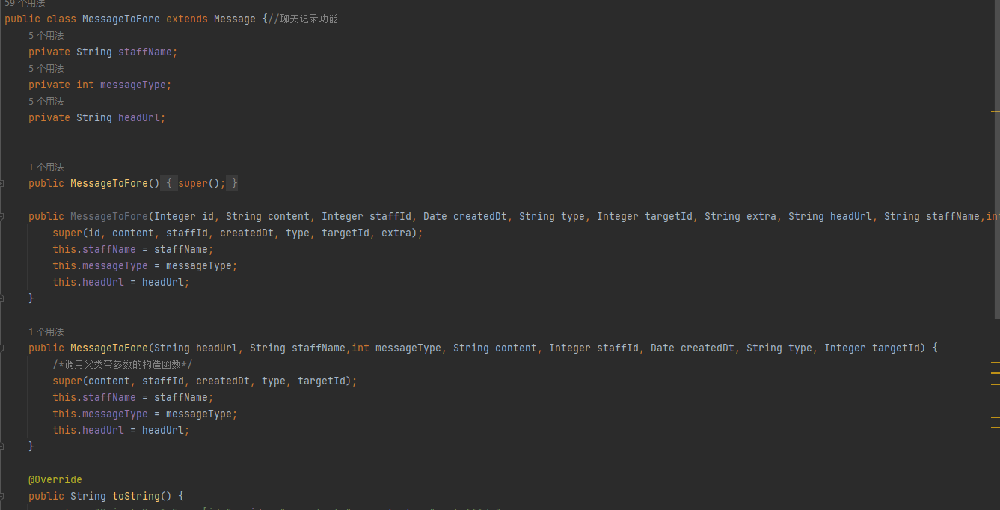 59 个用法
public class MessageToFore extends Message {//聊天记录功能
5 个用法
private String staffName;
5 个用法
private int messageType;
5 个用法
private String headUrl;
1 个用法
public MessageToFore() { super(); }
public MessageToFore(Integer id, String content, Integer staffId, Date createdDt, String type, Integer targetId, String extra, String headUrl, String staffName,int
super(id, content, staffId, createdDt, type, targetId, extra);
this.staffName = staffName;
this.messageType = messageType;
this.headUrl = headUrl;
}
1 个用法
public MessageToFore(String headUrl, String staffName,int messageType, String content, Integer staffId, Date createdDt, String type, Integer targetId) {
/*调用父类带参数的构造函数*/
super(content, staffId, createdDt, type, targetId);
this.staffName = staffName;
this.messageType = messageType;
this.headUrl = headUrl;
}
@Override
public String toString() {